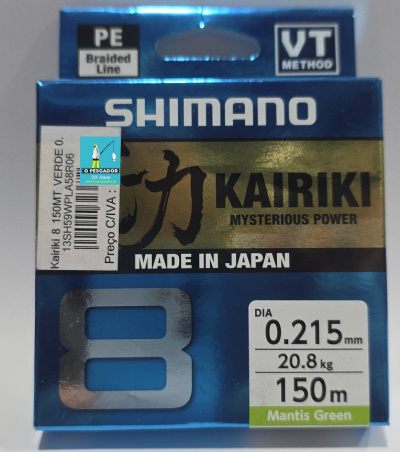 PE
Braided
Line
VT
METHOD
SHIMANO
KAIRIKI
MYSTERIOUS POWER
MADE IN JAPAN
Kairiki 8 150MT VERDE 0.
13SH59WPLA58R06
O PESCADOR
Preço C/IVA :
力
8
DIA
0.215mm
20.8kg
150m
Mantis Green